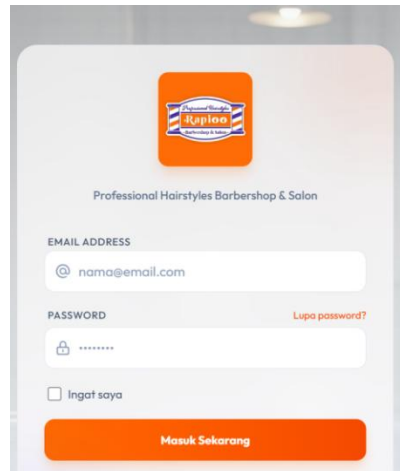 Professional Hairstyles
Raploo
Barbershop & Salon
Professional Hairstyles Barbershop & Salon
EMAIL ADDRESS
@ nama@email.com
PASSWORD
Lupa password?
Ingat saya
Masuk Sekarang